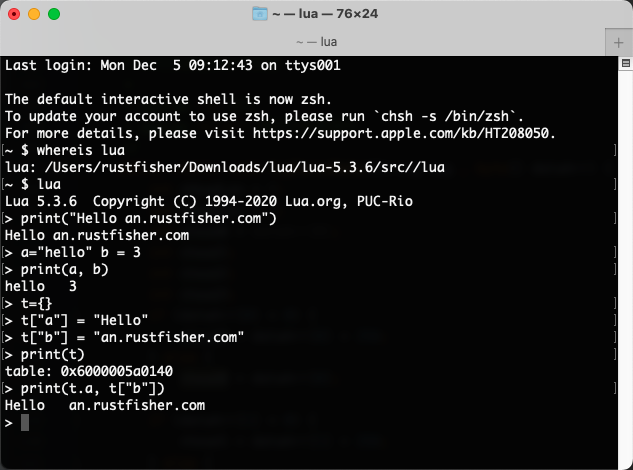 ~ — lua — 76×24
~ — lua
Last login: Mon Dec  5 09:12:43 on ttys001

The default interactive shell is now zsh.
To update your account to use zsh, please run `chsh -s /bin/zsh`.
For more details, please visit https://support.apple.com/kb/HT208050.
[~ $ whereis lua ]
lua: /Users/rustfisher/Downloads/lua/lua-5.3.6/src//lua
[~ $ lua ]
Lua 5.3.6  Copyright (C) 1994-2020 Lua.org, PUC-Rio
[> print("Hello an.rustfisher.com") ]
Hello an.rustfisher.com
[> a="hello" b = 3 ]
[> print(a, b) ]
hello   3
[> t={} ]
[> t["a"] = "Hello" ]
[> t["b"] = "an.rustfisher.com" ]
[> print(t) ]
table: 0x6000005a0140
[> print(t.a, t["b"]) ]
Hello   an.rustfisher.com
>